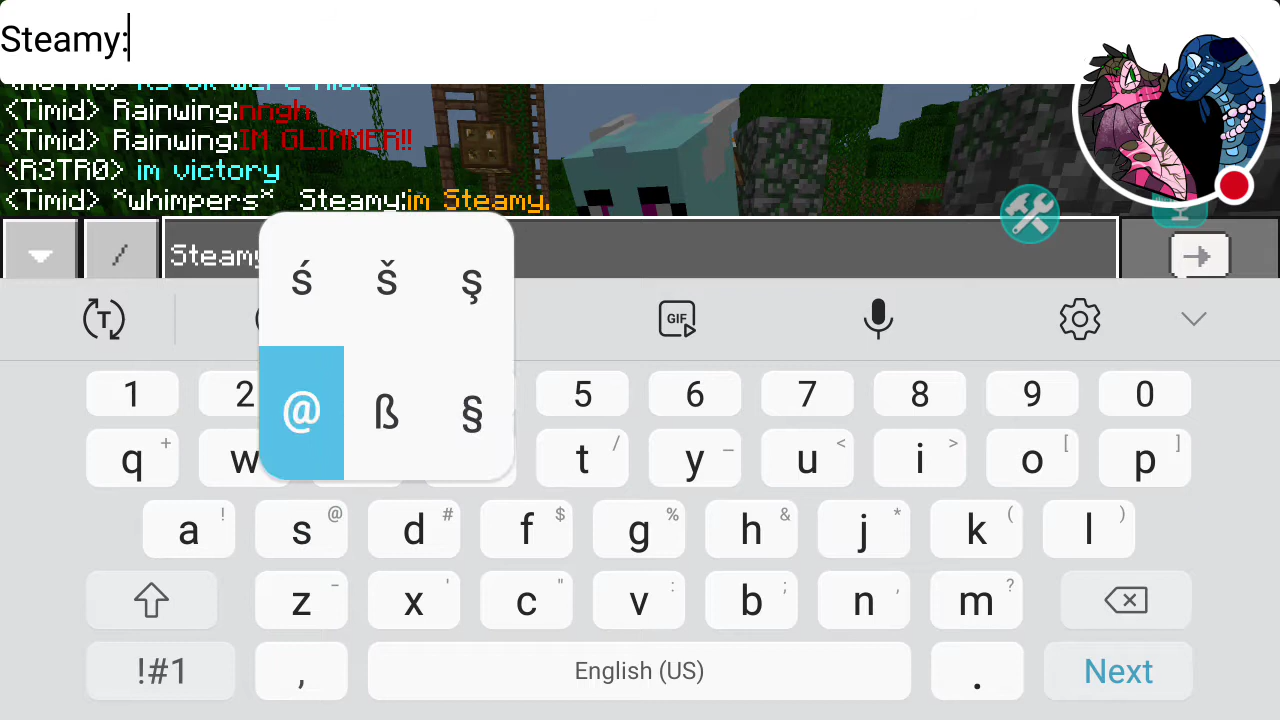 Steamy:
<Timid> Rainwing:nngh
<Timid> Rainwing:IM GLIMMER!!
<R3TR0> im victory
<Timid> *whimpers* Steamy:im Steamy.
/
Steamy
ś š ş
@ ß §
T GIF
1 2 5 6 7 8 9 0
q + w t / y _ u < i > o [ p ]
a ! s @ d # f $ g % h & j * k ( l )
z - x ' c " v : b ; n , m ?
!#1 , English (US) . Next